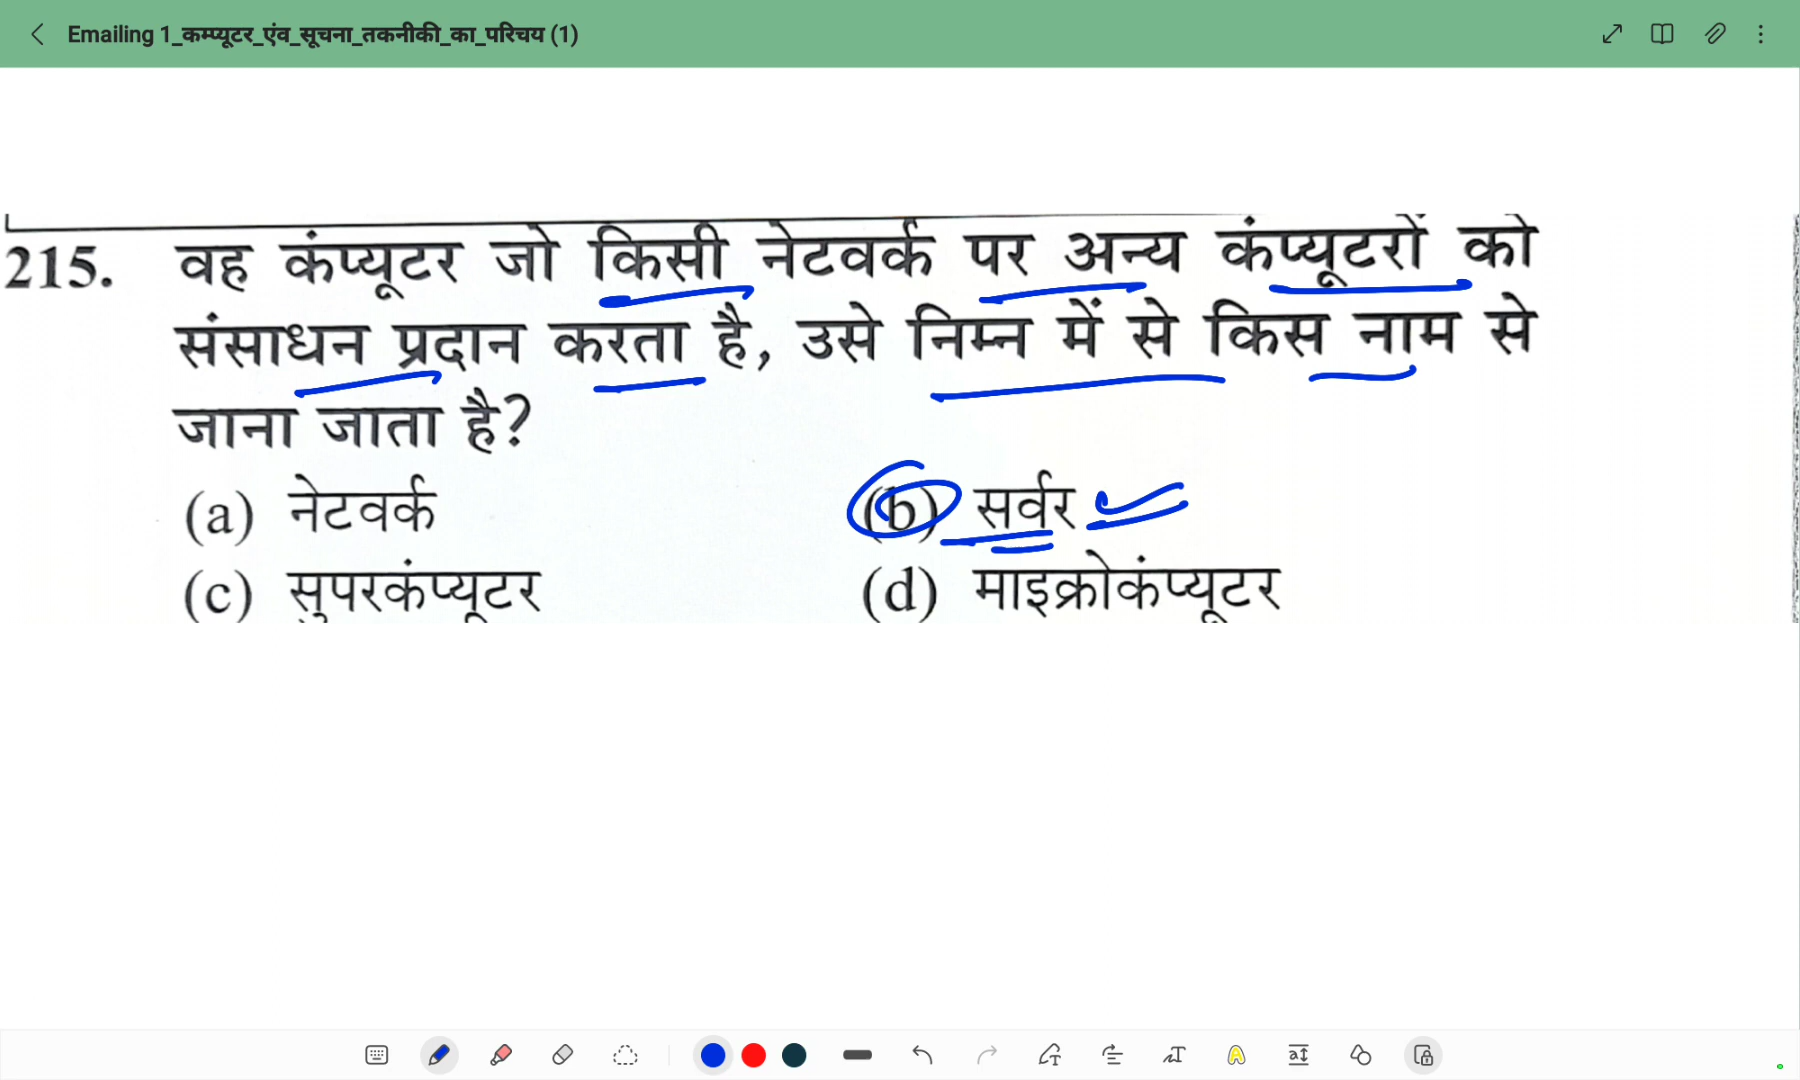 Emailing 1_कम्प्यूटर_एंव_सूचना_तकनीकी_का_परिचय (1)
215. वह कंप्यूटर जो किसी नेटवर्क पर अन्य कंप्यूटरों को
संसाधन प्रदान करता है, उसे निम्न में से किस नाम से
जाना जाता है?
(a) नेटवर्क (b) सर्वर
(c) सुपरकंप्यूटर (d) माइक्रोकंप्यूटर